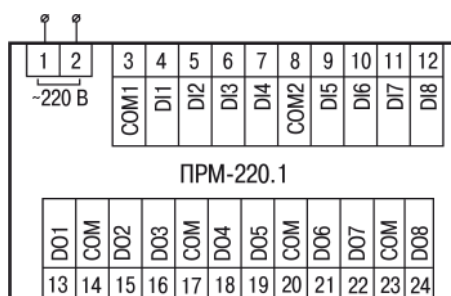 1 2 3 4 5 6 7 8 9 10 11 12
~220 В
COM1 DI1 DI2 DI3 DI4 COM2 DI5 DI6 DI7 DI8
ПРМ-220.1
DO1 COM DO2 DO3 COM DO4 DO5 COM DO6 DO7 COM DO8
13 14 15 16 17 18 19 20 21 22 23 24